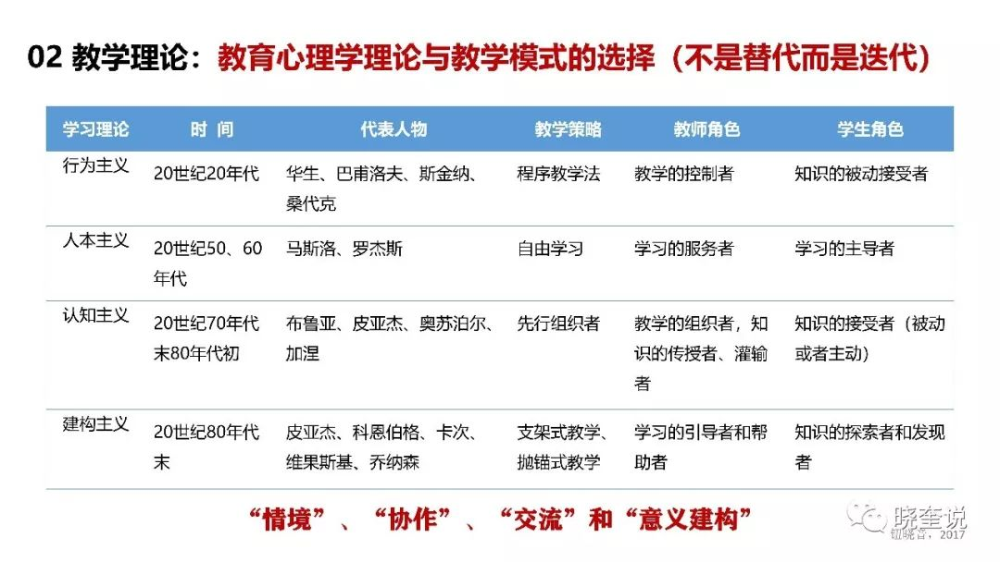 02 教学理论：教育心理学理论与教学模式的选择（不是替代而是迭代）
学习理论 时 间 代表人物 教学策略 教师角色 学生角色
行为主义 20世纪20年代 华生、巴甫洛夫、斯金纳、 程序教学法 教学的控制者 知识的被动接受者
桑代克
人本主义 20世纪50、60 马斯洛、罗杰斯 自由学习 学习的服务者 学习的主导者
年代
认知主义 20世纪70年代 布鲁亚、皮亚杰、奥苏泊尔、 先行组织者 教学的组织者，知 知识的接受者（被动
末80年代初 加涅 识的传授者、灌输 或者主动）
者
建构主义 20世纪80年代 皮亚杰、科恩伯格、卡次、 支架式教学、 学习的引导者和帮 知识的探索者和发现
末 维果斯基、乔纳森 抛锚式教学 助者 者
“情境”、“协作”、“交流”和“意义建构”
晓奎说
钮晓音，2017